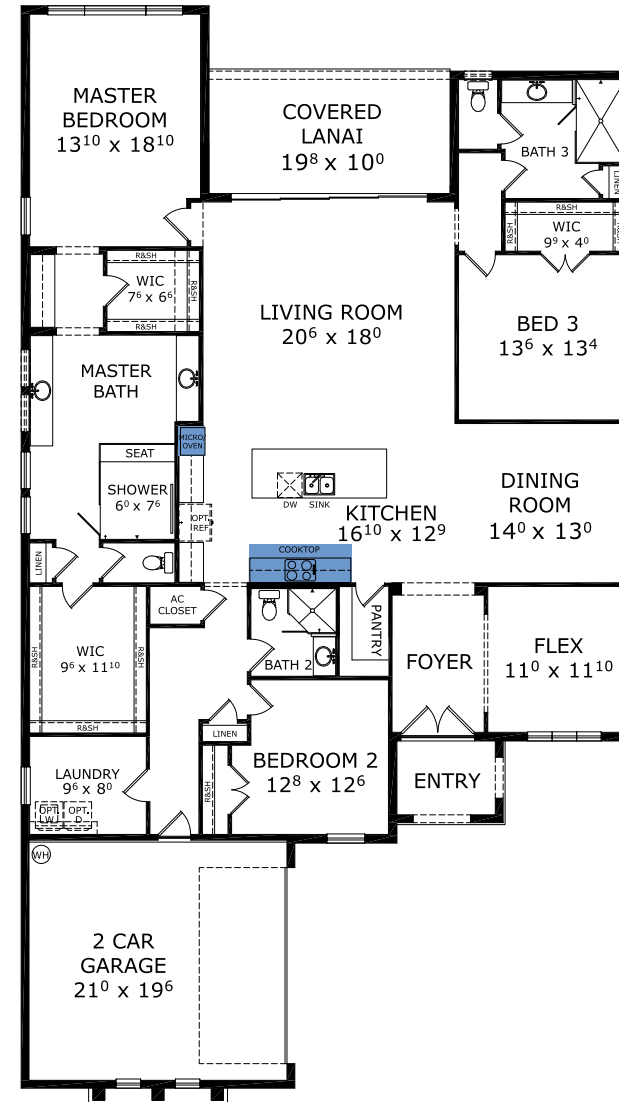 MASTER
BEDROOM
13¹⁰ x 18¹⁰
COVERED
LANAI
19⁸ x 10⁰
BATH 3
LINEN
R&SH
R&SH
WIC
9⁹ x 4⁰
R&SH
R&SH
WIC
7⁶ x 6⁶
R&SH
R&SH
LIVING ROOM
20⁶ x 18⁰
BED 3
13⁶ x 13⁴
MASTER
BATH
MICRO/
OVEN
SEAT
SHOWER
6⁰ x 7⁶
OPT.
REF.
DW
SINK
KITCHEN
16¹⁰ x 12⁹
DINING
ROOM
14⁰ x 13⁰
COOKTOP
LINEN
AC
CLOSET
PANTRY
R&SH
WIC
9⁶ x 11¹⁰
R&SH
R&SH
BATH 2
FOYER
FLEX
11⁰ x 11¹⁰
LINEN
BEDROOM 2
12⁸ x 12⁶
R&SH
ENTRY
LAUNDRY
9⁶ x 8⁰
OPT.
W
OPT.
D
WH
2 CAR
GARAGE
21⁰ x 19⁶